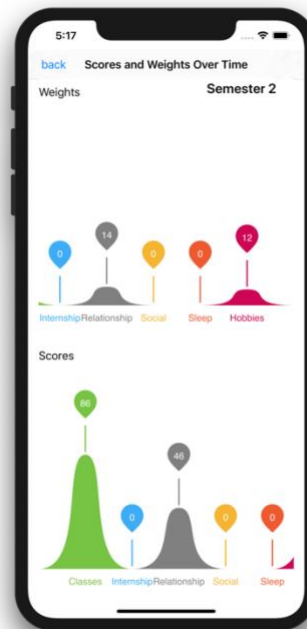 5:17
back Scores and Weights Over Time
Weights Semester 2
0 14 0 0 12
Internship Relationship Social Sleep Hobbies
Scores
86 0 46 0 0
Classes Internship Relationship Social Sleep